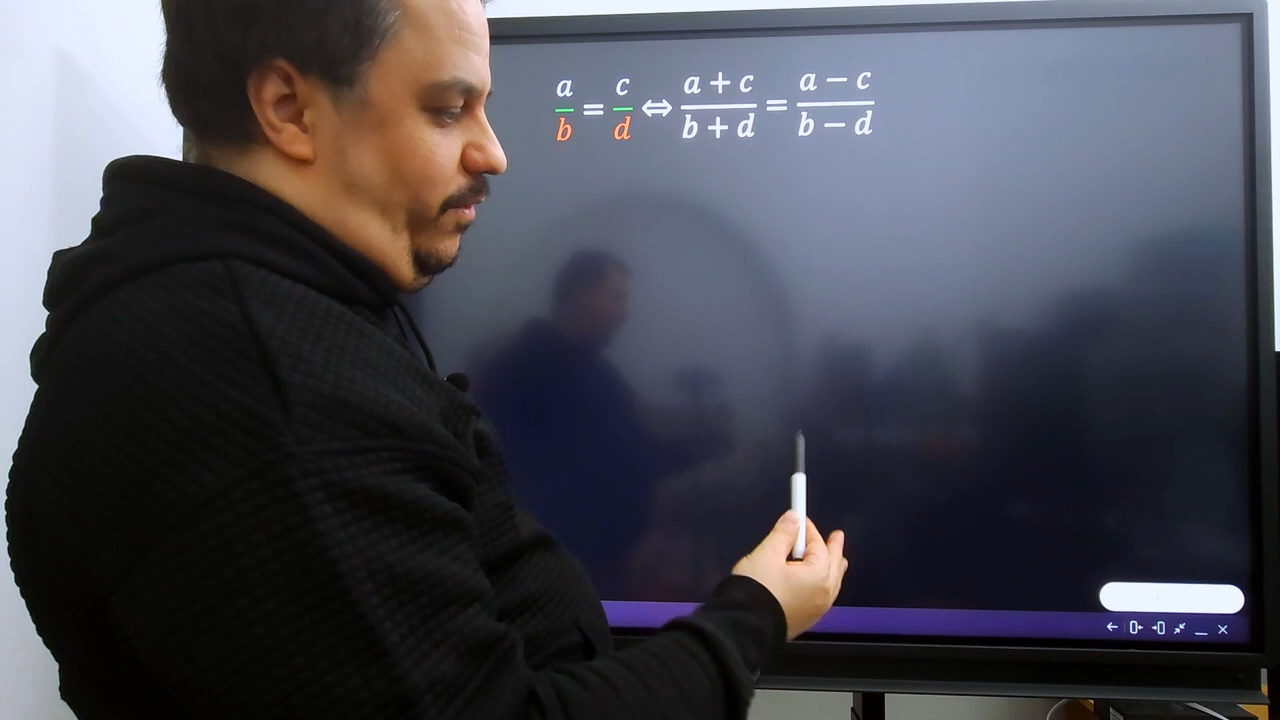 a/b = c/d ⇔ (a + c)/(b + d) = (a − c)/(b − d)